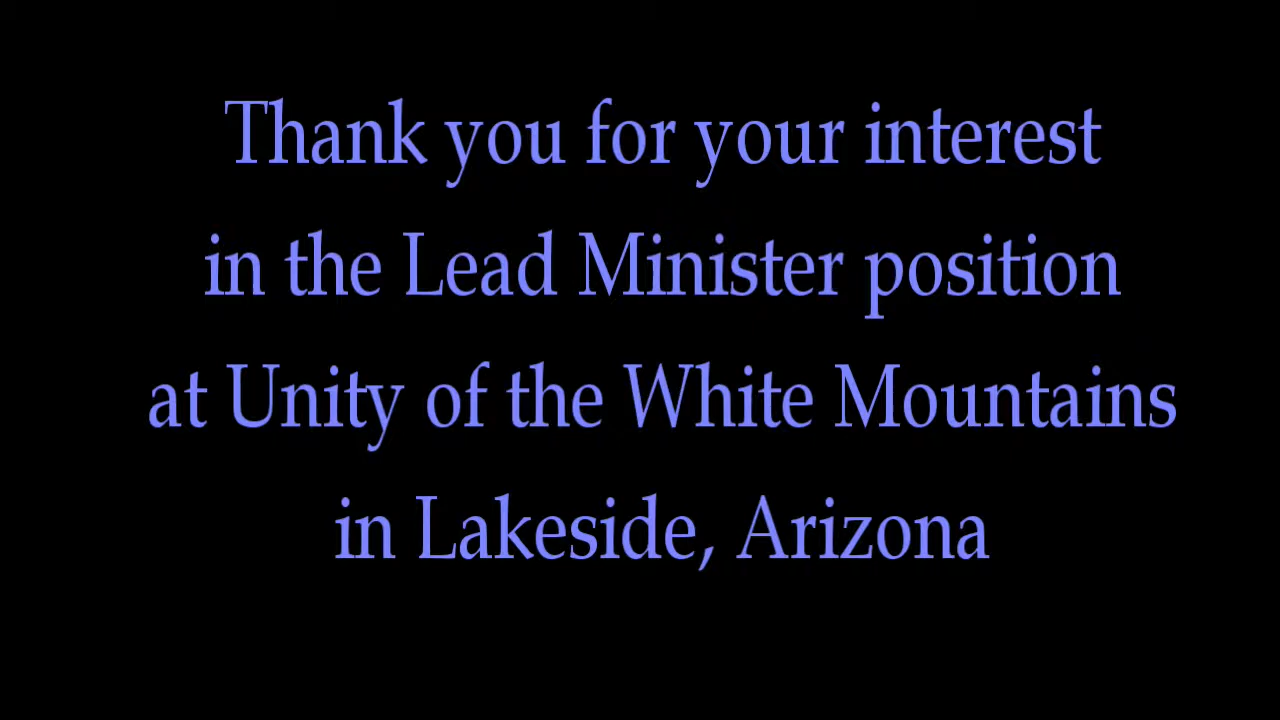 Thank you for your interest
in the Lead Minister position
at Unity of the White Mountains
in Lakeside, Arizona